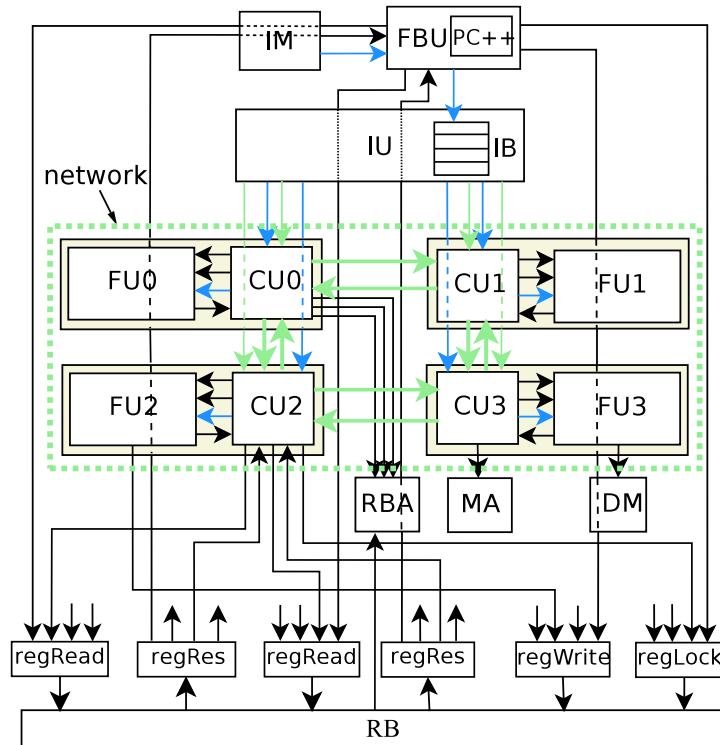 IM
FBU
PC++
IU
IB
network
FU0
CU0
CU1
FU1
FU2
CU2
CU3
FU3
RBA
MA
DM
regRead
regRes
regRead
regRes
regWrite
regLock
RB